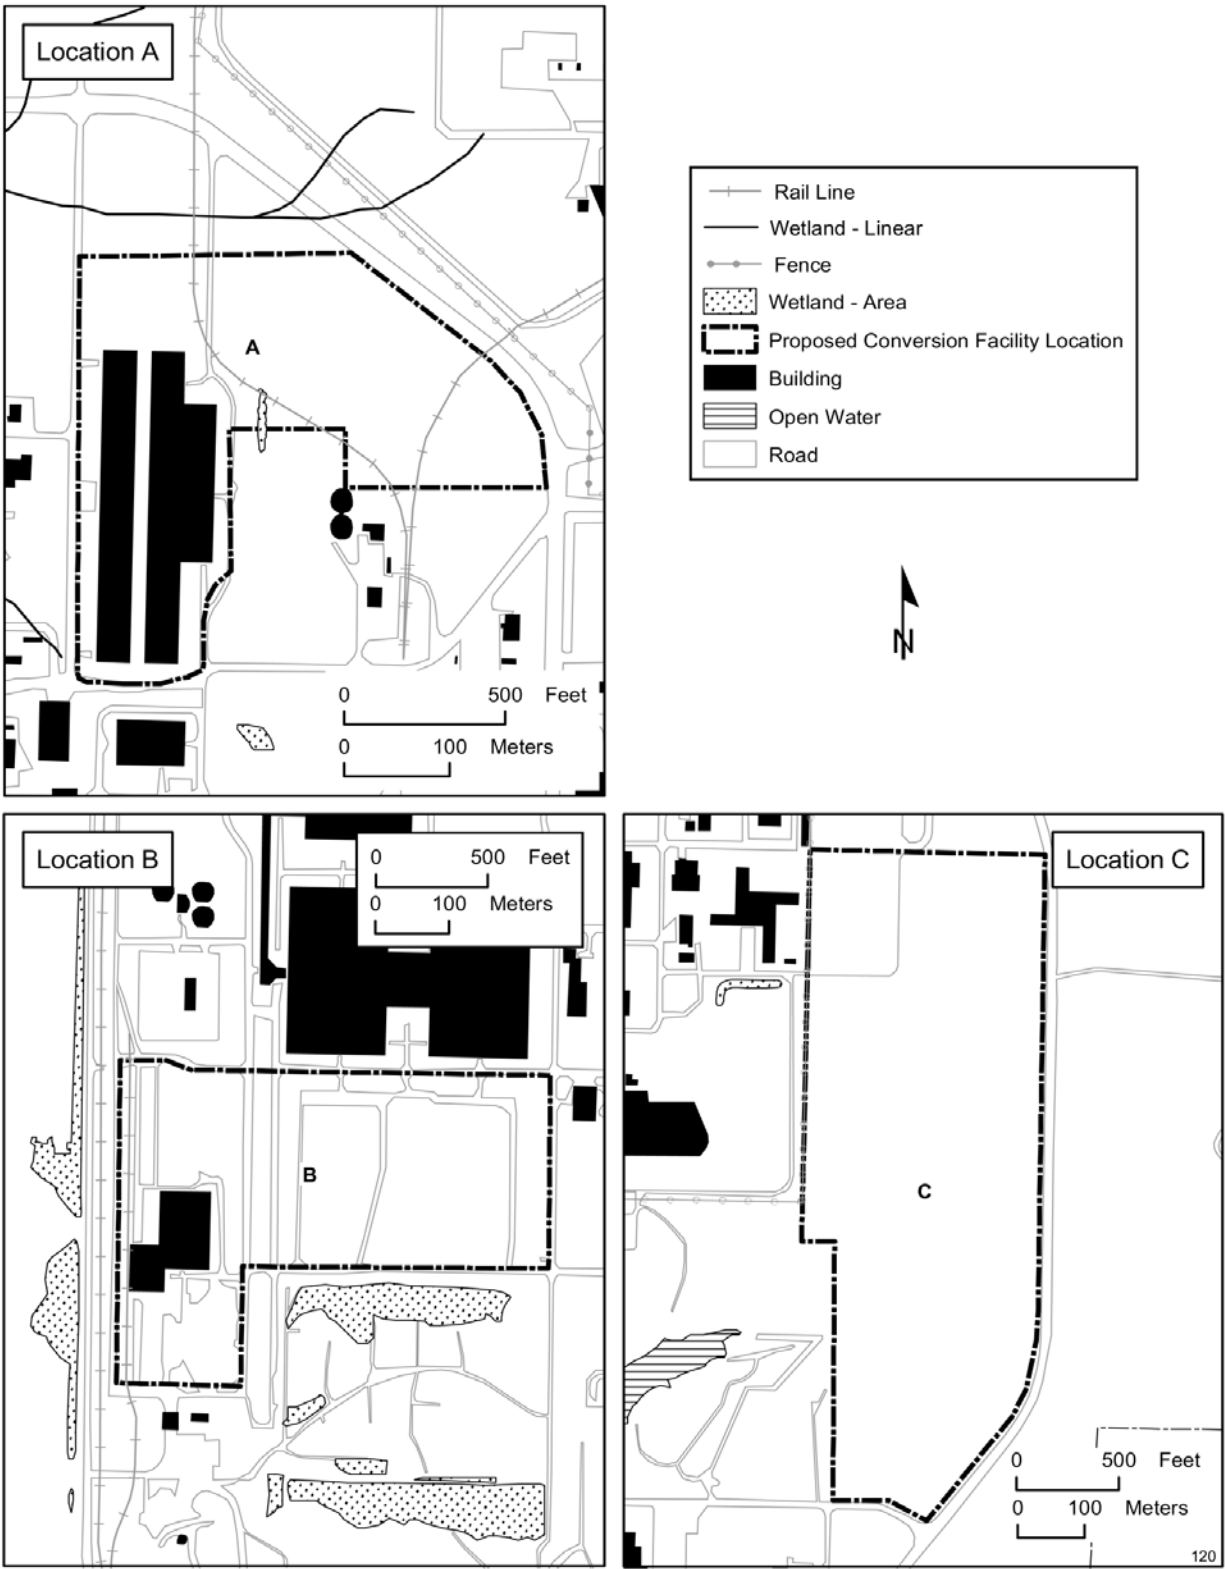 Location A
A
0 500 Feet
0 100 Meters
Rail Line
Wetland - Linear
Fence
Wetland - Area
Proposed Conversion Facility Location
Building
Open Water
Road
N
Location B
0 500 Feet
0 100 Meters
B
Location C
C
0 500 Feet
0 100 Meters
120